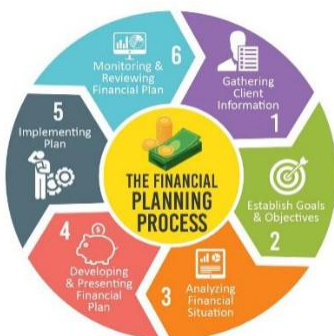 THE FINANCIAL
PLANNING
PROCESS
Gathering
Client
Information
1
Establish Goals
& Objectives
2
3
Analyzing
Financial
Situation
4
Developing
& Presenting
Financial
Plan
5
Implementing
Plan
6
Monitoring &
Reviewing
Financial Plan